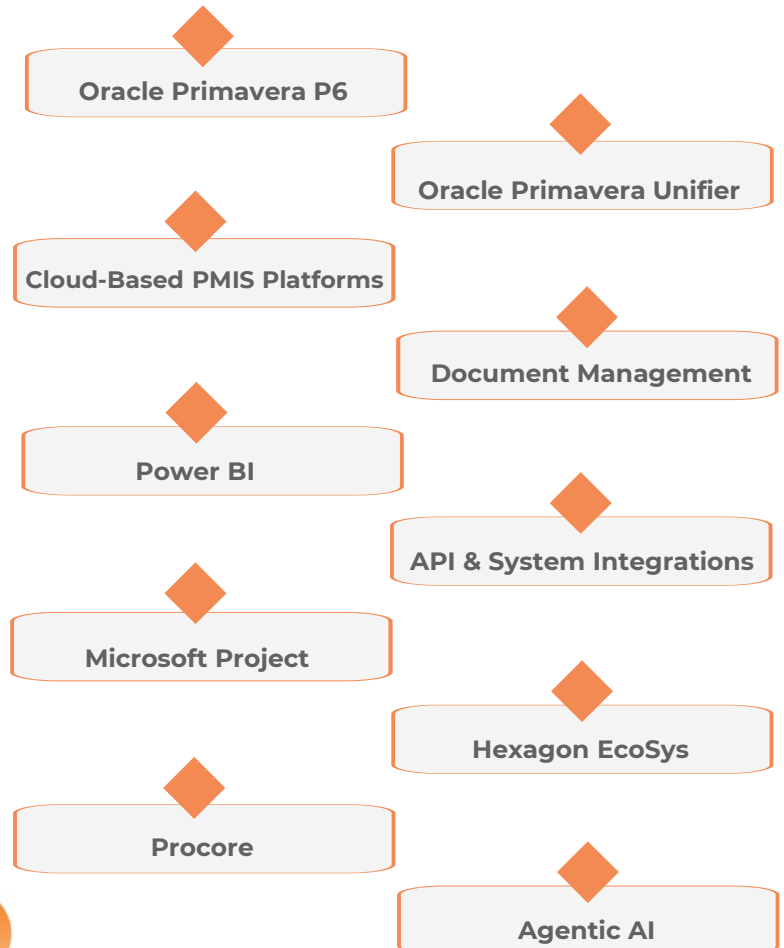 Oracle Primavera P6
Oracle Primavera Unifier
Cloud-Based PMIS Platforms
Document Management
Power BI
API & System Integrations
Microsoft Project
Hexagon EcoSys
Procore
Agentic AI